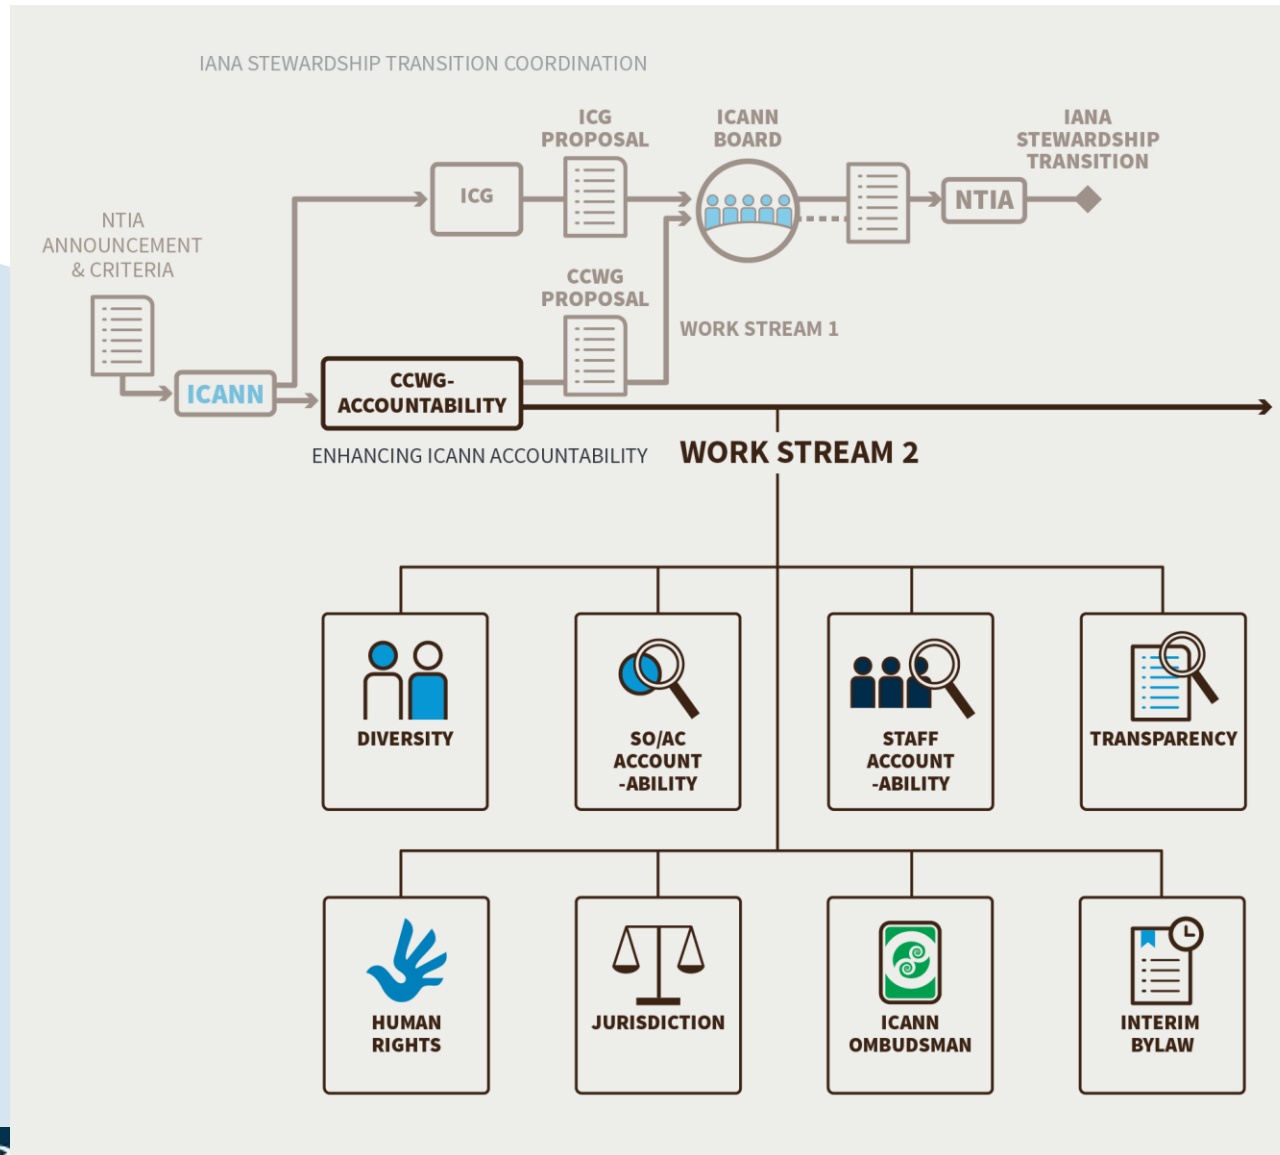 IANA STEWARDSHIP TRANSITION COORDINATION
ICG
PROPOSAL
ICANN
BOARD
IANA
STEWARDSHIP
TRANSITION
ICG
NTIA
NTIA
ANNOUNCEMENT
& CRITERIA
CCWG
PROPOSAL
WORK STREAM 1
ICANN
CCWG-
ACCOUNTABILITY
ENHANCING ICANN ACCOUNTABILITY
WORK STREAM 2
DIVERSITY
SO/AC
ACCOUNT
-ABILITY
STAFF
ACCOUNT
-ABILITY
TRANSPARENCY
HUMAN
RIGHTS
JURISDICTION
ICANN
OMBUDSMAN
INTERIM
BYLAW